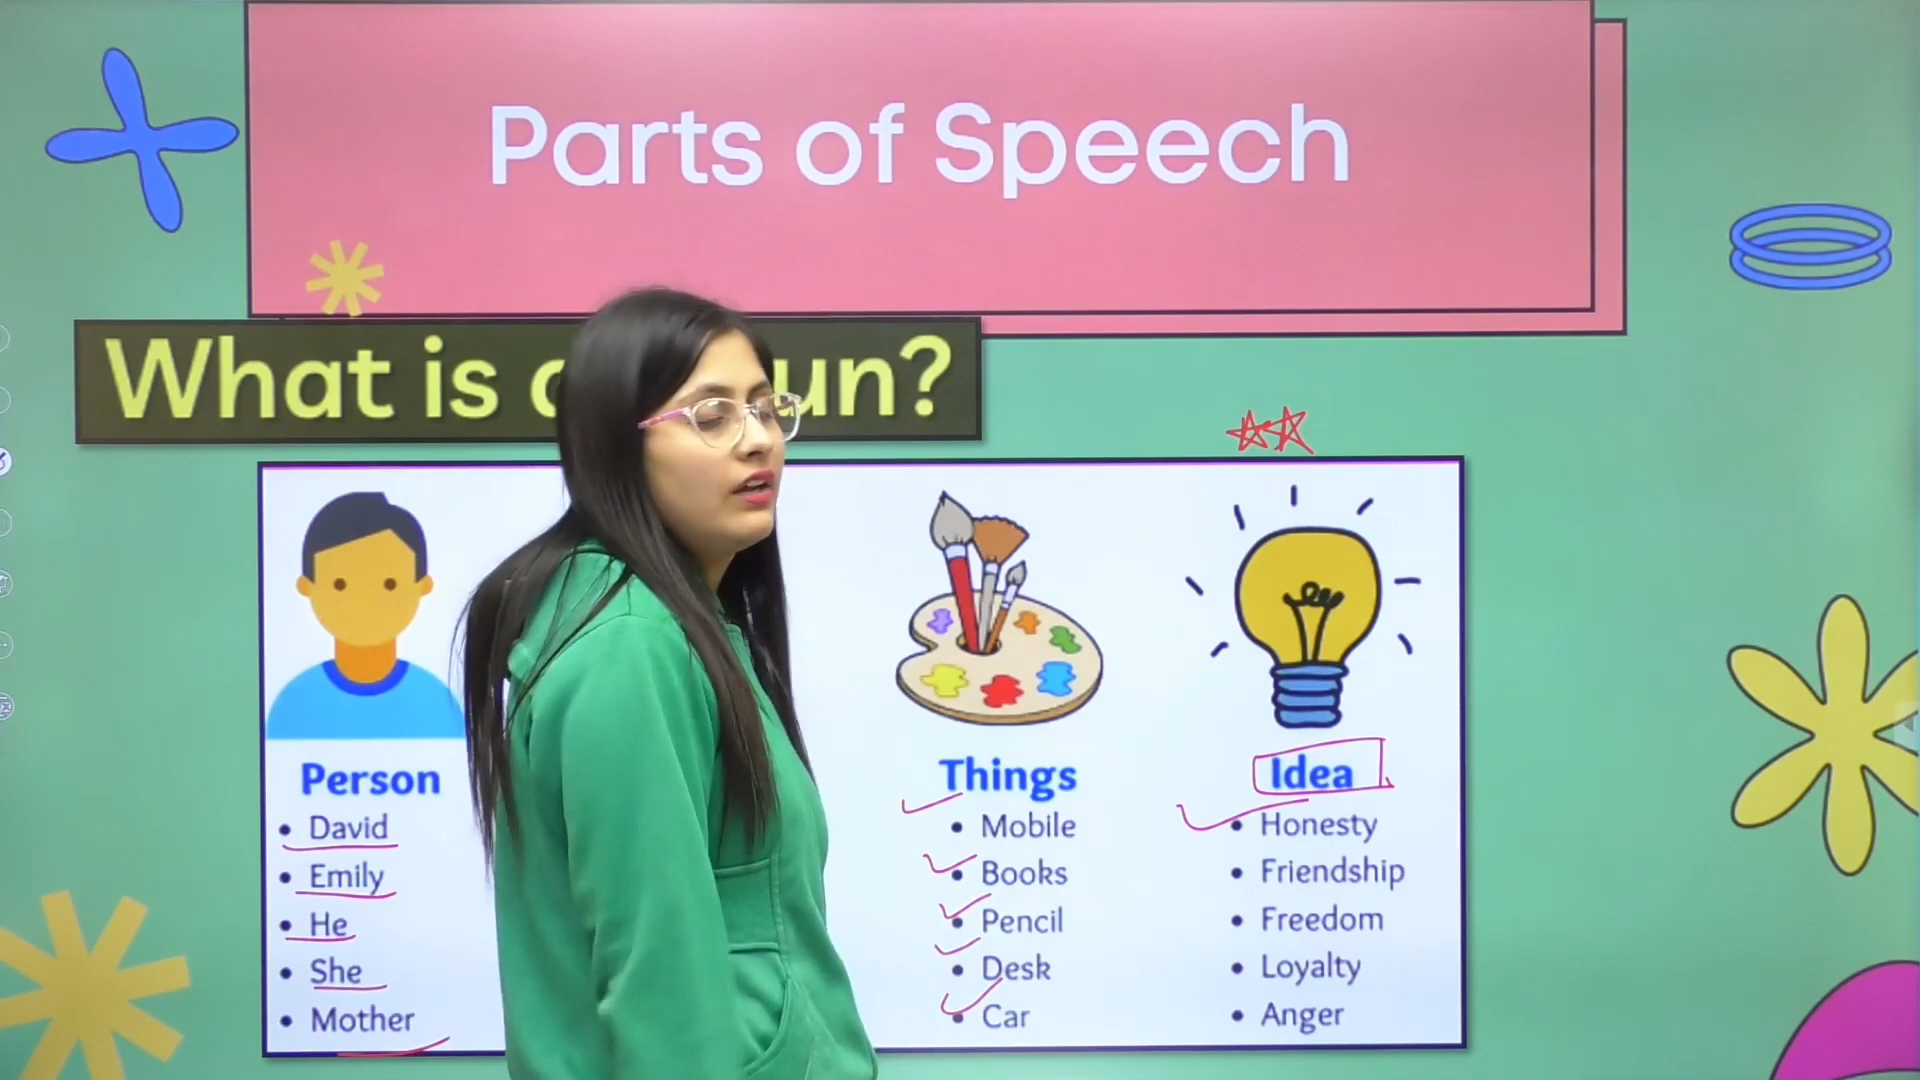 Parts of Speech
What is a un?
Person
David
Emily
He
She
Mother
Things
Mobile
Books
Pencil
Desk
Car
Idea
Honesty
Friendship
Freedom
Loyalty
Anger